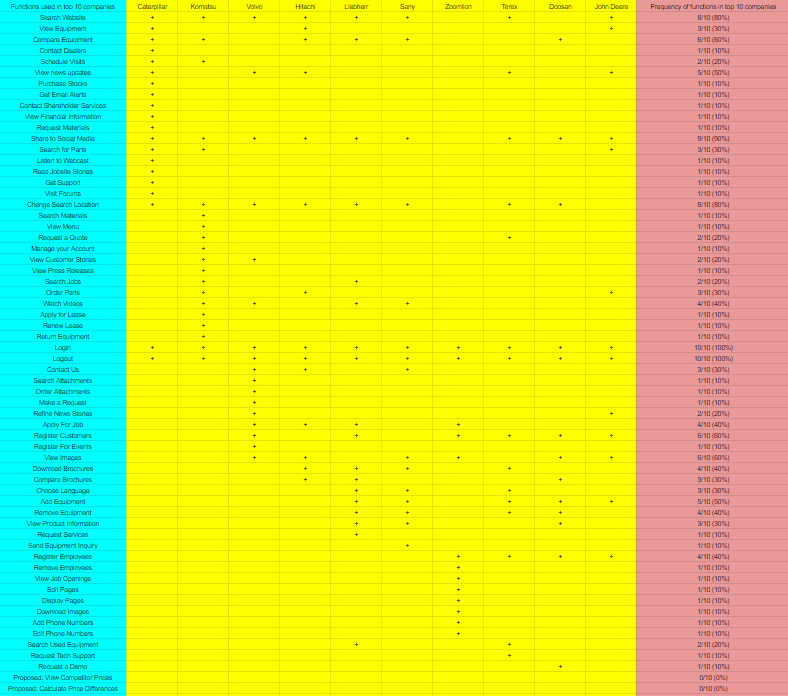 Functions used in top 10 companies Caterpillar Komatsu Volvo Hitachi Liebherr Sany Zoomlion Terex Doosan John Deere Frequency of functions in top 10 companies
Search Website + + + + + + + + 8/10 (80%)
View Equipment + + + 3/10 (30%)
Compare Equipment + + + + + + 6/10 (60%)
Contact Dealers + 1/10 (10%)
Schedule Visits + + 2/10 (20%)
View news updates + + + + + 5/10 (50%)
Purchase Stocks + 1/10 (10%)
Get Email Alerts + 1/10 (10%)
Contact Shareholder Services + 1/10 (10%)
View Financial Information + 1/10 (10%)
Request Materials + 1/10 (10%)
Share to Social Media + + + + + + + + + 9/10 (90%)
Search for Parts + + + 3/10 (30%)
Listen to Webcast + 1/10 (10%)
Read Jobsite Stories + 1/10 (10%)
Get Support + 1/10 (10%)
Visit Forums + 1/10 (10%)
Change Search Location + + + + + + + + 8/10 (80%)
Search Materials + 1/10 (10%)
View Menu + 1/10 (10%)
Request a Quote + + 2/10 (20%)
Manage your Account + 1/10 (10%)
View Customer Stories + + 2/10 (20%)
View Press Releases + 1/10 (10%)
Search Jobs + + 2/10 (20%)
Order Parts + + + 3/10 (30%)
Watch Videos + + + + 4/10 (40%)
Apply for Lease + 1/10 (10%)
Renew Lease + 1/10 (10%)
Return Equipment + 1/10 (10%)
Login + + + + + + + + + + 10/10 (100%)
Logout + + + + + + + + + + 10/10 (100%)
Contact Us + + + 3/10 (30%)
Search Attachments + 1/10 (10%)
Order Attachments + 1/10 (10%)
Make a Request + 1/10 (10%)
Refine News Stories + + 2/10 (20%)
Apply For Job + + + + 4/10 (40%)
Register Customers + + + + + + 6/10 (60%)
Register For Events + 1/10 (10%)
View Images + + + + + + 6/10 (60%)
Download Brochures + + + + 4/10 (40%)
Compare Brochures + + + 3/10 (30%)
Choose Language + + + 3/10 (30%)
Add Equipment + + + + + 5/10 (50%)
Remove Equipment + + + + 4/10 (40%)
View Product Information + + + 3/10 (30%)
Request Services + 1/10 (10%)
Send Equipment Inquiry + 1/10 (10%)
Register Employees + + + + 4/10 (40%)
Remove Employees + 1/10 (10%)
View Job Openings + 1/10 (10%)
Edit Pages + 1/10 (10%)
Display Pages + 1/10 (10%)
Download Images + 1/10 (10%)
Add Phone Numbers + 1/10 (10%)
Edit Phone Numbers + 1/10 (10%)
Search Used Equipment + + 2/10 (20%)
Request Tech Support + 1/10 (10%)
Request a Demo + 1/10 (10%)
Proposed: View Competitor Prices 0/10 (0%)
Proposed: Calculate Price Differences 0/10 (0%)